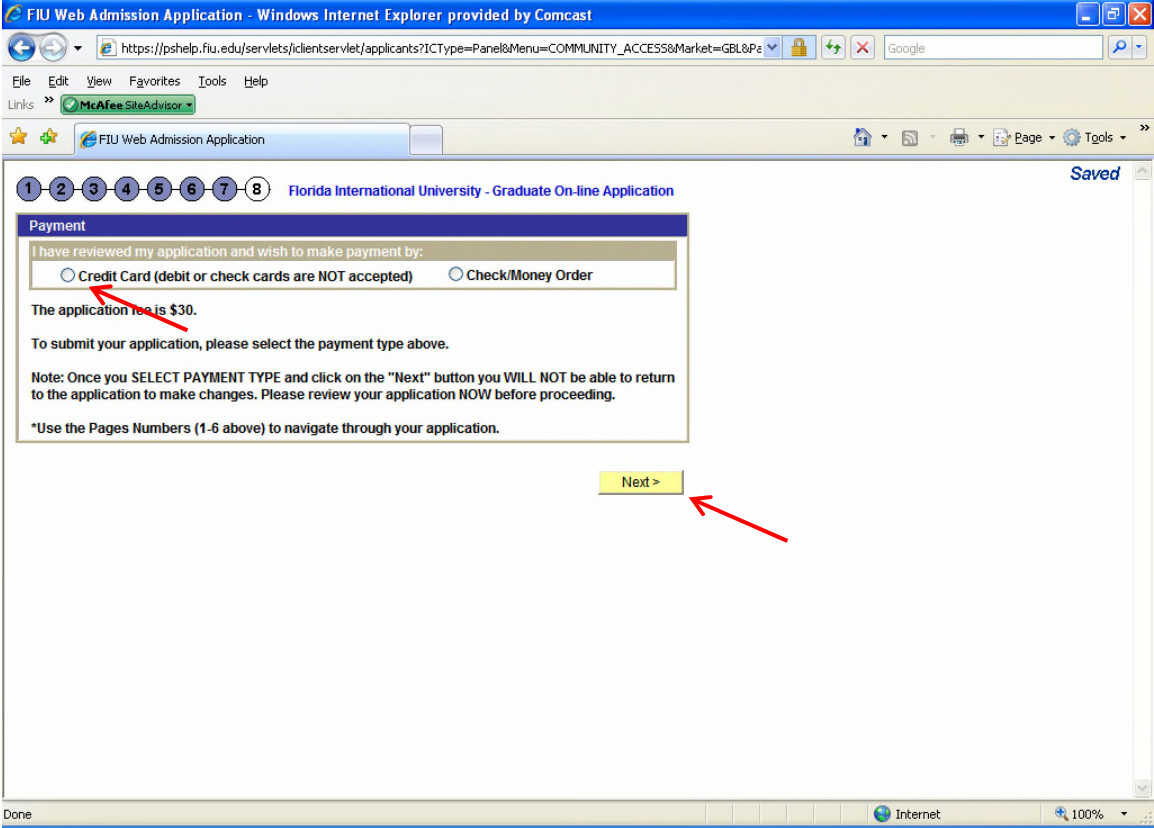 FIU Web Admission Application - Windows Internet Explorer provided by Comcast
https://pshelp.fiu.edu/servlets/iclientservlet/applicants?ICType=Panel&Menu=COMMUNITY_ACCESS&Market=GBL&Pa
Google
File Edit View Favorites Tools Help
Links » McAfee SiteAdvisor
FIU Web Admission Application
Page Tools »
Saved
1 2 3 4 5 6 7 8 Florida International University - Graduate On-line Application
Payment
I have reviewed my application and wish to make payment by:
Credit Card (debit or check cards are NOT accepted) Check/Money Order
The application fee is $30.
To submit your application, please select the payment type above.
Note: Once you SELECT PAYMENT TYPE and click on the "Next" button you WILL NOT be able to return
to the application to make changes. Please review your application NOW before proceeding.
*Use the Pages Numbers (1-6 above) to navigate through your application.
Next >
Done Internet 100%